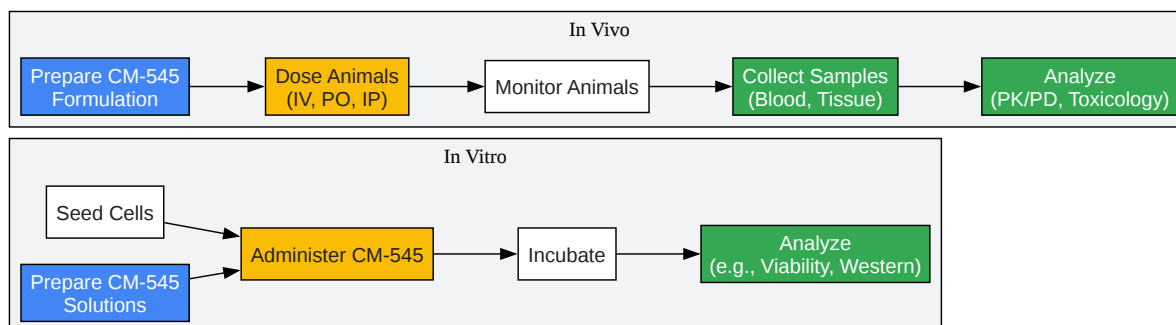 In Vivo
Prepare CM-545
Formulation
Dose Animals
(IV, PO, IP)
Monitor Animals
Collect Samples
(Blood, Tissue)
Analyze
(PK/PD, Toxicology)
In Vitro
Seed Cells
Prepare CM-545
Solutions
Administer CM-545
Incubate
Analyze
(e.g., Viability, Western)